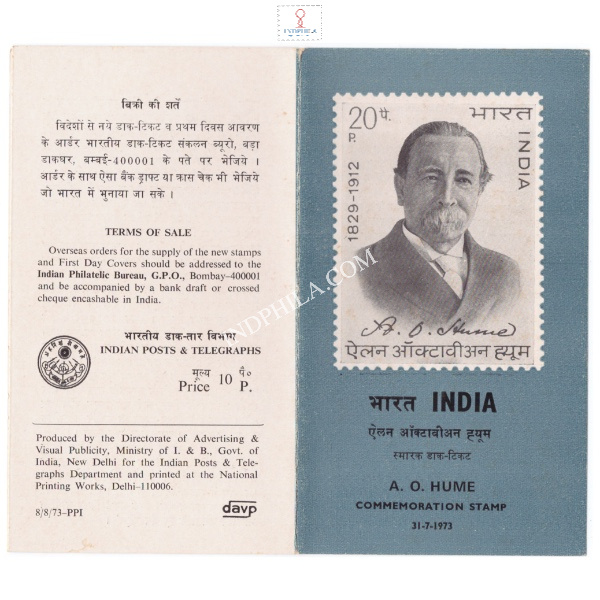 INDPHILA
बिक्री की शर्तें
विदेशों से नये डाक-टिकट व प्रथम दिवस आवरण
के आर्डर भारतीय डाक-टिकट संकलन ब्यूरो, बड़ा
डाकघर, बम्बई-400001 के पते पर भेजिये ।
आर्डर के साथ ऐसा बैंक ड्राफ्ट या क्रास चेक भी भेजिये
जो भारत में भुनाया जा सके ।
TERMS OF SALE
Overseas orders for the supply of the new stamps
and First Day Covers should be addressed to the
Indian Philatelic Bureau, G.P.O., Bombay-400001
and be accompanied by a bank draft or crossed
cheque encashable in India.
भारतीय डाक-तार विभाग
INDIAN POSTS & TELEGRAPHS
मूल्य 10 पै०
Price P.
Produced by the Directorate of Advertising &
Visual Publicity, Ministry of I. & B., Govt. of
India, New Delhi for the Indian Posts & Tele-
graphs Department and printed at the National
Printing Works, Delhi-110006.
8/8/73-PPI
davp
20 पै.
P.
भारत
INDIA
1829-1912
A. O. Hume
ऐलन ऑक्टावीअन ह्यूम
भारत INDIA
ऐलन ऑक्टावीअन ह्यूम
स्मारक डाक-टिकट
A. O. HUME
COMMEMORATION STAMP
31-7-1973
INDPHILA.COM